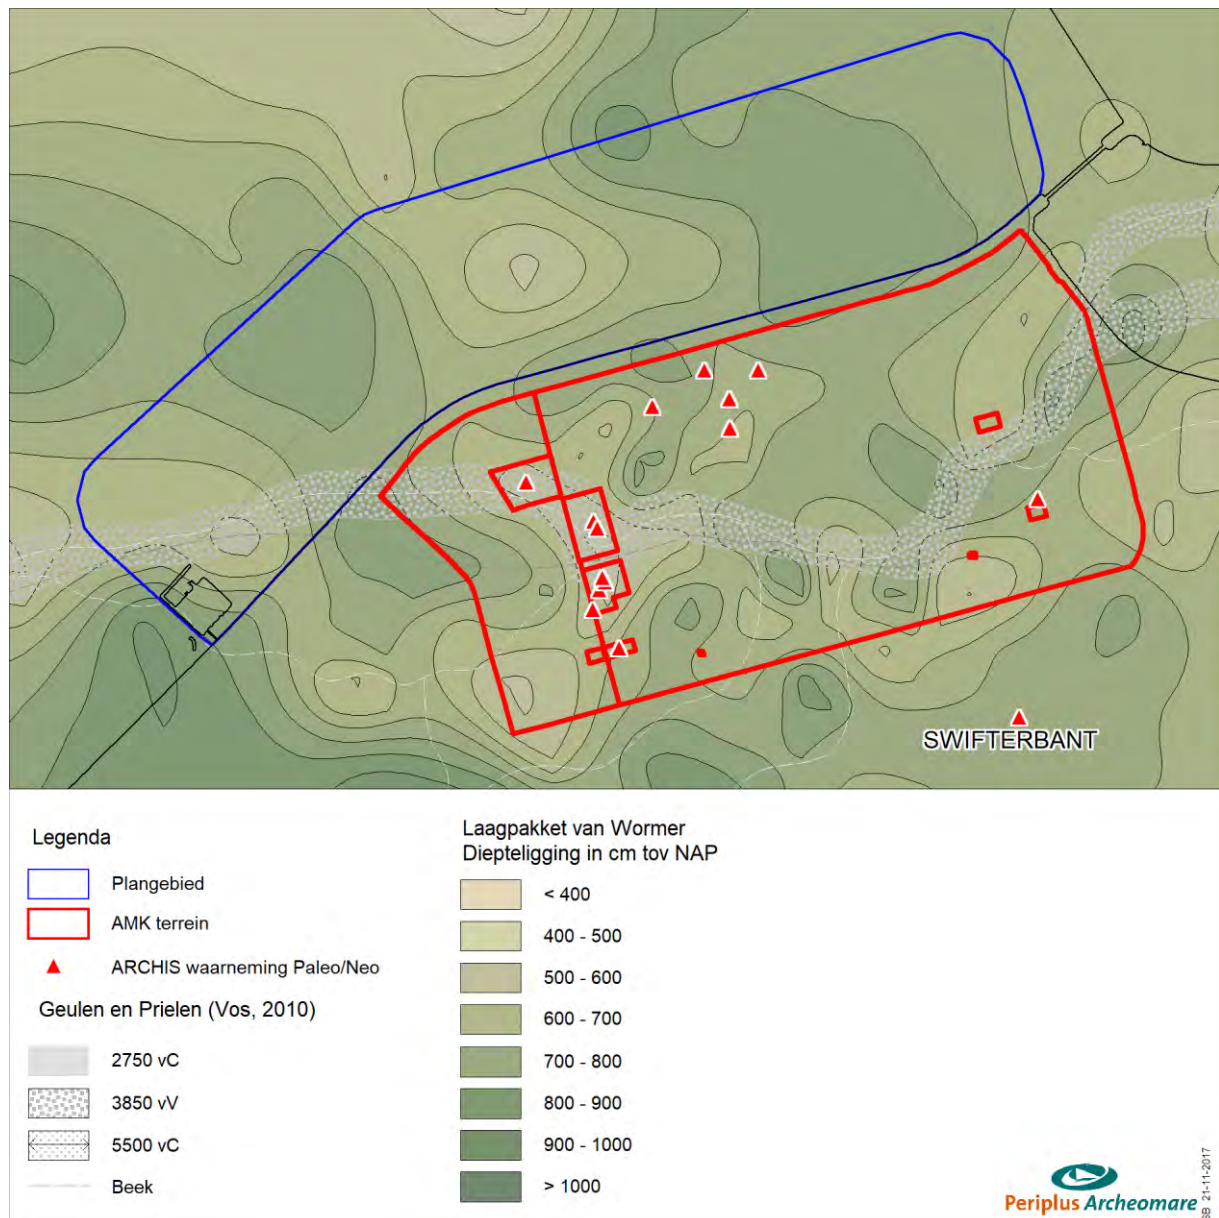 SWIFTERBANT
Legenda
Plangebied
AMK terrein
ARCHIS waarneming Paleo/Neo
Geulen en Prielen (Vos, 2010)
2750 vC
3850 vV
5500 vC
Beek
Laagpakket van Wormer
Diepteligging in cm tov NAP
< 400
400 - 500
500 - 600
600 - 700
700 - 800
800 - 900
900 - 1000
> 1000
Periplus Archeomare
SB 21-11-2017